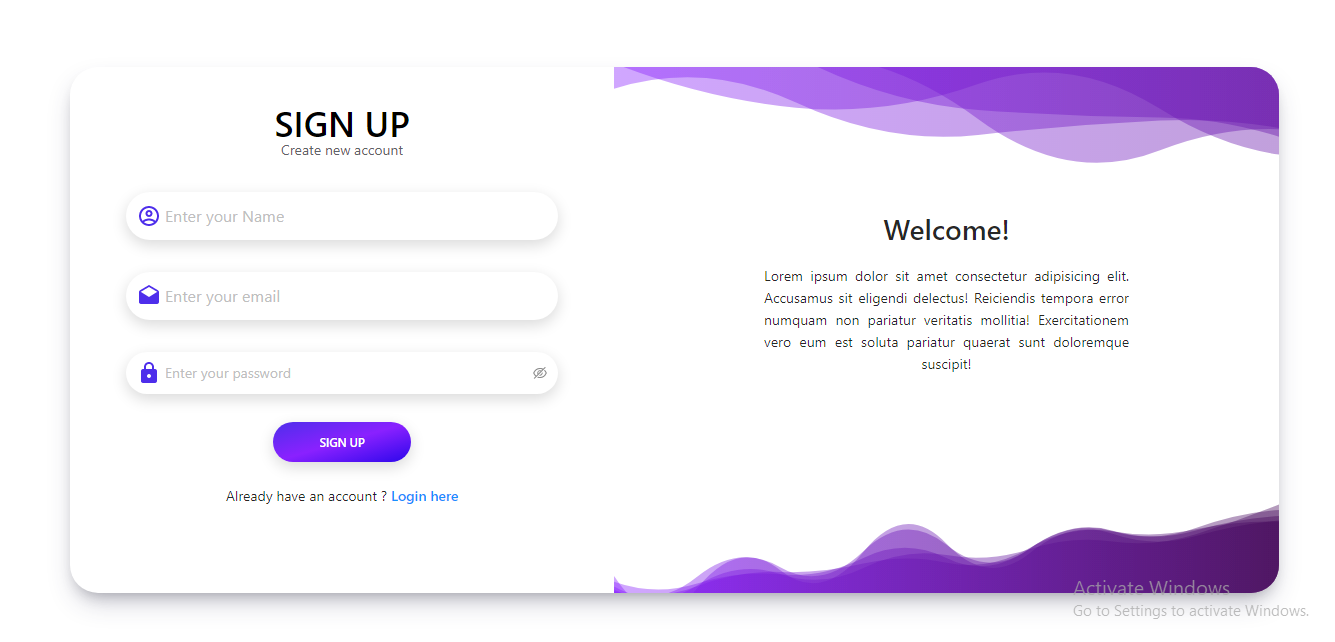 SIGN UP
Create new account
Enter your Name
Enter your email
Enter your password
SIGN UP
Already have an account ? Login here
Welcome!
Lorem ipsum dolor sit amet consectetur adipisicing elit.
Accusamus sit eligendi delectus! Reiciendis tempora error
numquam non pariatur veritatis mollitia! Exercitationem
vero eum est soluta pariatur quaerat sunt doloremque
suscipit!
Activate Windows
Go to Settings to activate Windows.